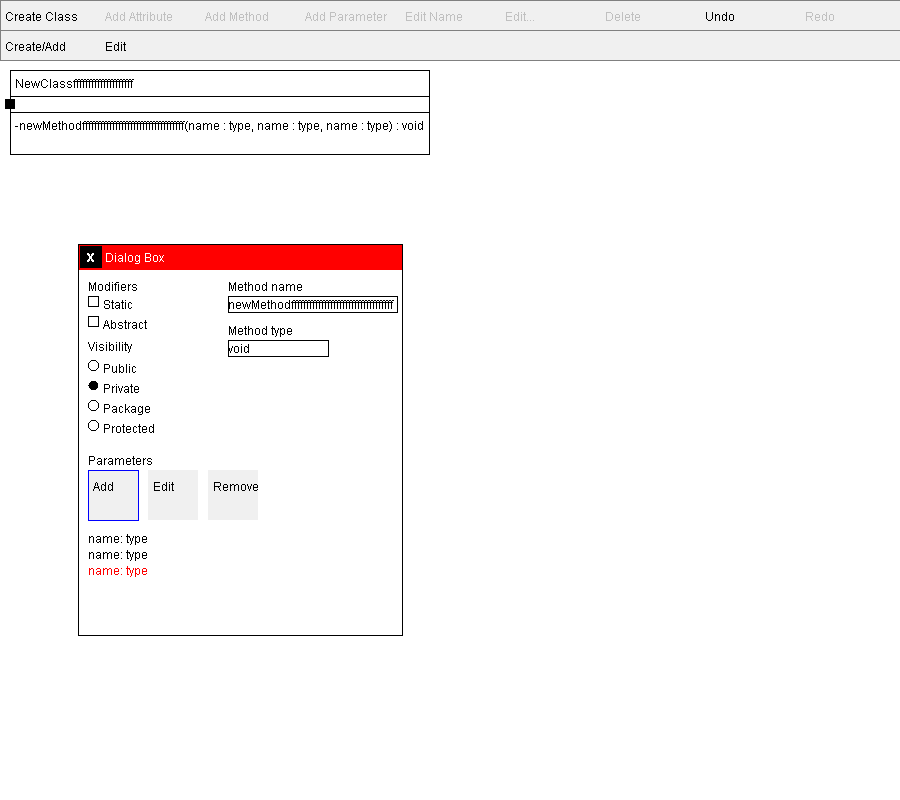 Create Class
Add Attribute
Add Method
Add Parameter
Edit Name
Edit...
Delete
Undo
Redo
Create/Add
Edit
NewClassffffffffffffffffffff
-newMethodffffffffffffffffffffffffffffffffff(name : type, name : type, name : type) : void
X
Dialog Box
Modifiers
Static
Abstract
Visibility
Public
Private
Package
Protected
Method name
newMethodffffffffffffffffffffffffffffffffff
Method type
void
Parameters
Add
Edit
Remove
name: type
name: type
name: type